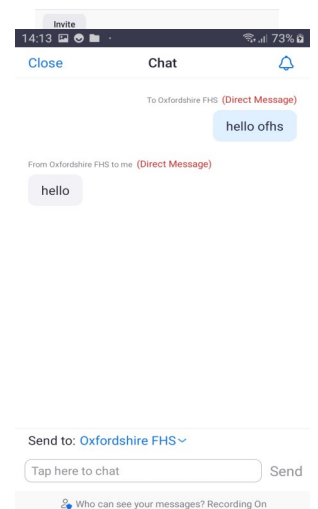 Invite
14:13 73%
Close Chat
To Oxfordshire FHS (Direct Message)
hello ofhs
From Oxfordshire FHS to me (Direct Message)
hello
Send to: Oxfordshire FHS
Tap here to chat Send
Who can see your messages? Recording On